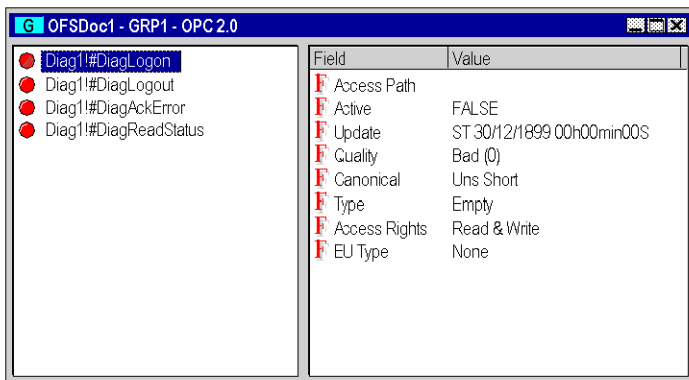 G OFSDoc1 - GRP1 - OPC 2.0
Diag1!#DiagLogon
Diag1!#DiagLogout
Diag1!#DiagAckError
Diag1!#DiagReadStatus
Field Value
F Access Path
F Active FALSE
F Update ST 30/12/1899 00h00min00S
F Quality Bad (0)
F Canonical Uns Short
F Type Empty
F Access Rights Read & Write
F EU Type None